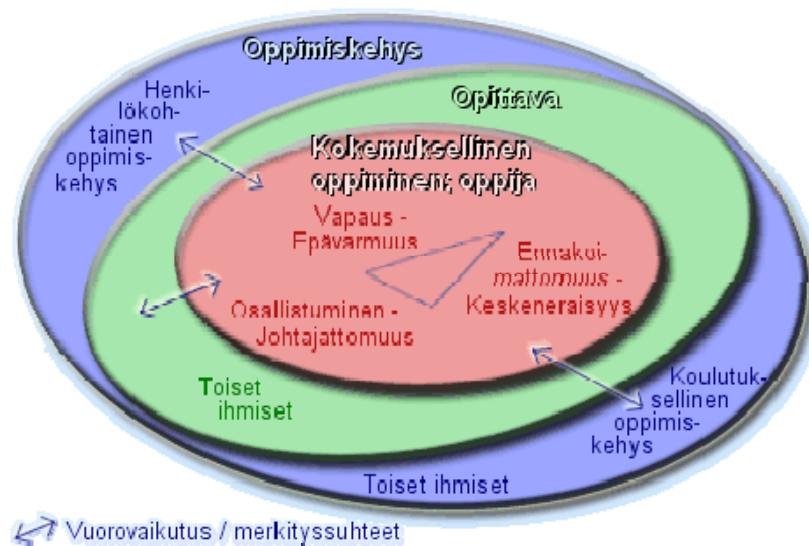 Oppimiskehys
Henki-
lökoh-
tainen
oppimis-
kehys
Opittava
Kokemuksellinen
oppiminen; oppija
Vapaus -
Epävarmuus
Ennakoi-
mattomuus -
Keskeneraisyys
Osallistuminen -
Johtajattomuus
Toiset
ihmiset
Koulutuk-
sellinen
oppimis-
kehys
Toiset ihmiset
Vuorovaikutus / merkityssuhteet